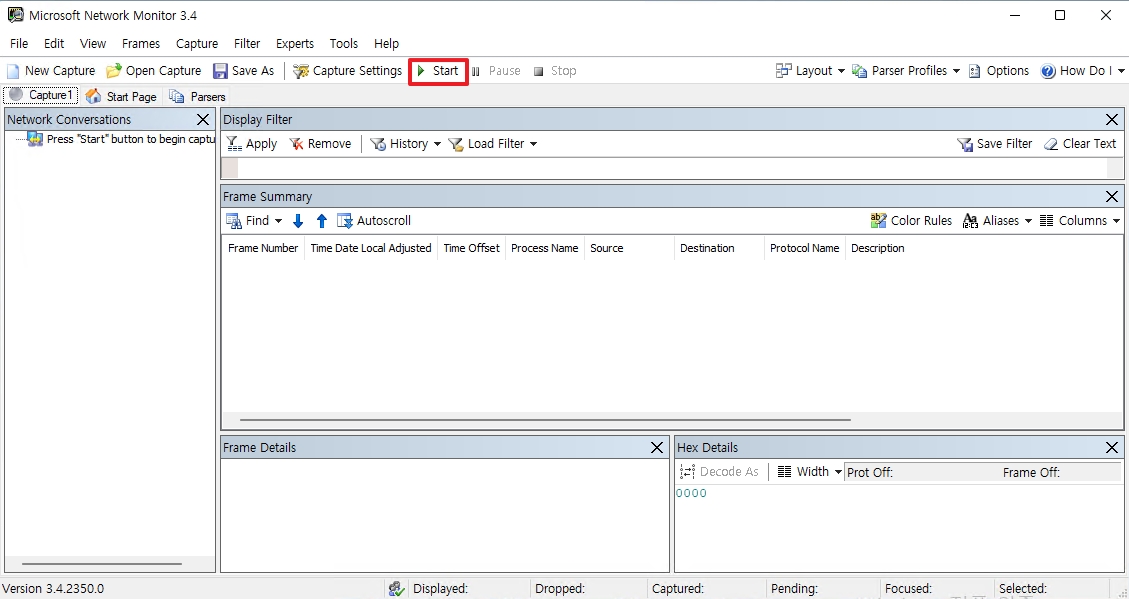 Microsoft Network Monitor 3.4
File Edit View Frames Capture Filter Experts Tools Help
New Capture Open Capture Save As Capture Settings Start Pause Stop Layout Parser Profiles Options How Do I
Capture1 Start Page Parsers
Network Conversations
Press "Start" button to begin captu
Display Filter
Apply Remove History Load Filter Save Filter Clear Text
Frame Summary
Find Autoscroll Color Rules Aliases Columns
Frame Number Time Date Local Adjusted Time Offset Process Name Source Destination Protocol Name Description
Frame Details
Hex Details
Decode As Width Prot Off: Frame Off:
0000
Version 3.4.2350.0 Displayed: Dropped: Captured: Pending: Focused: Selected: